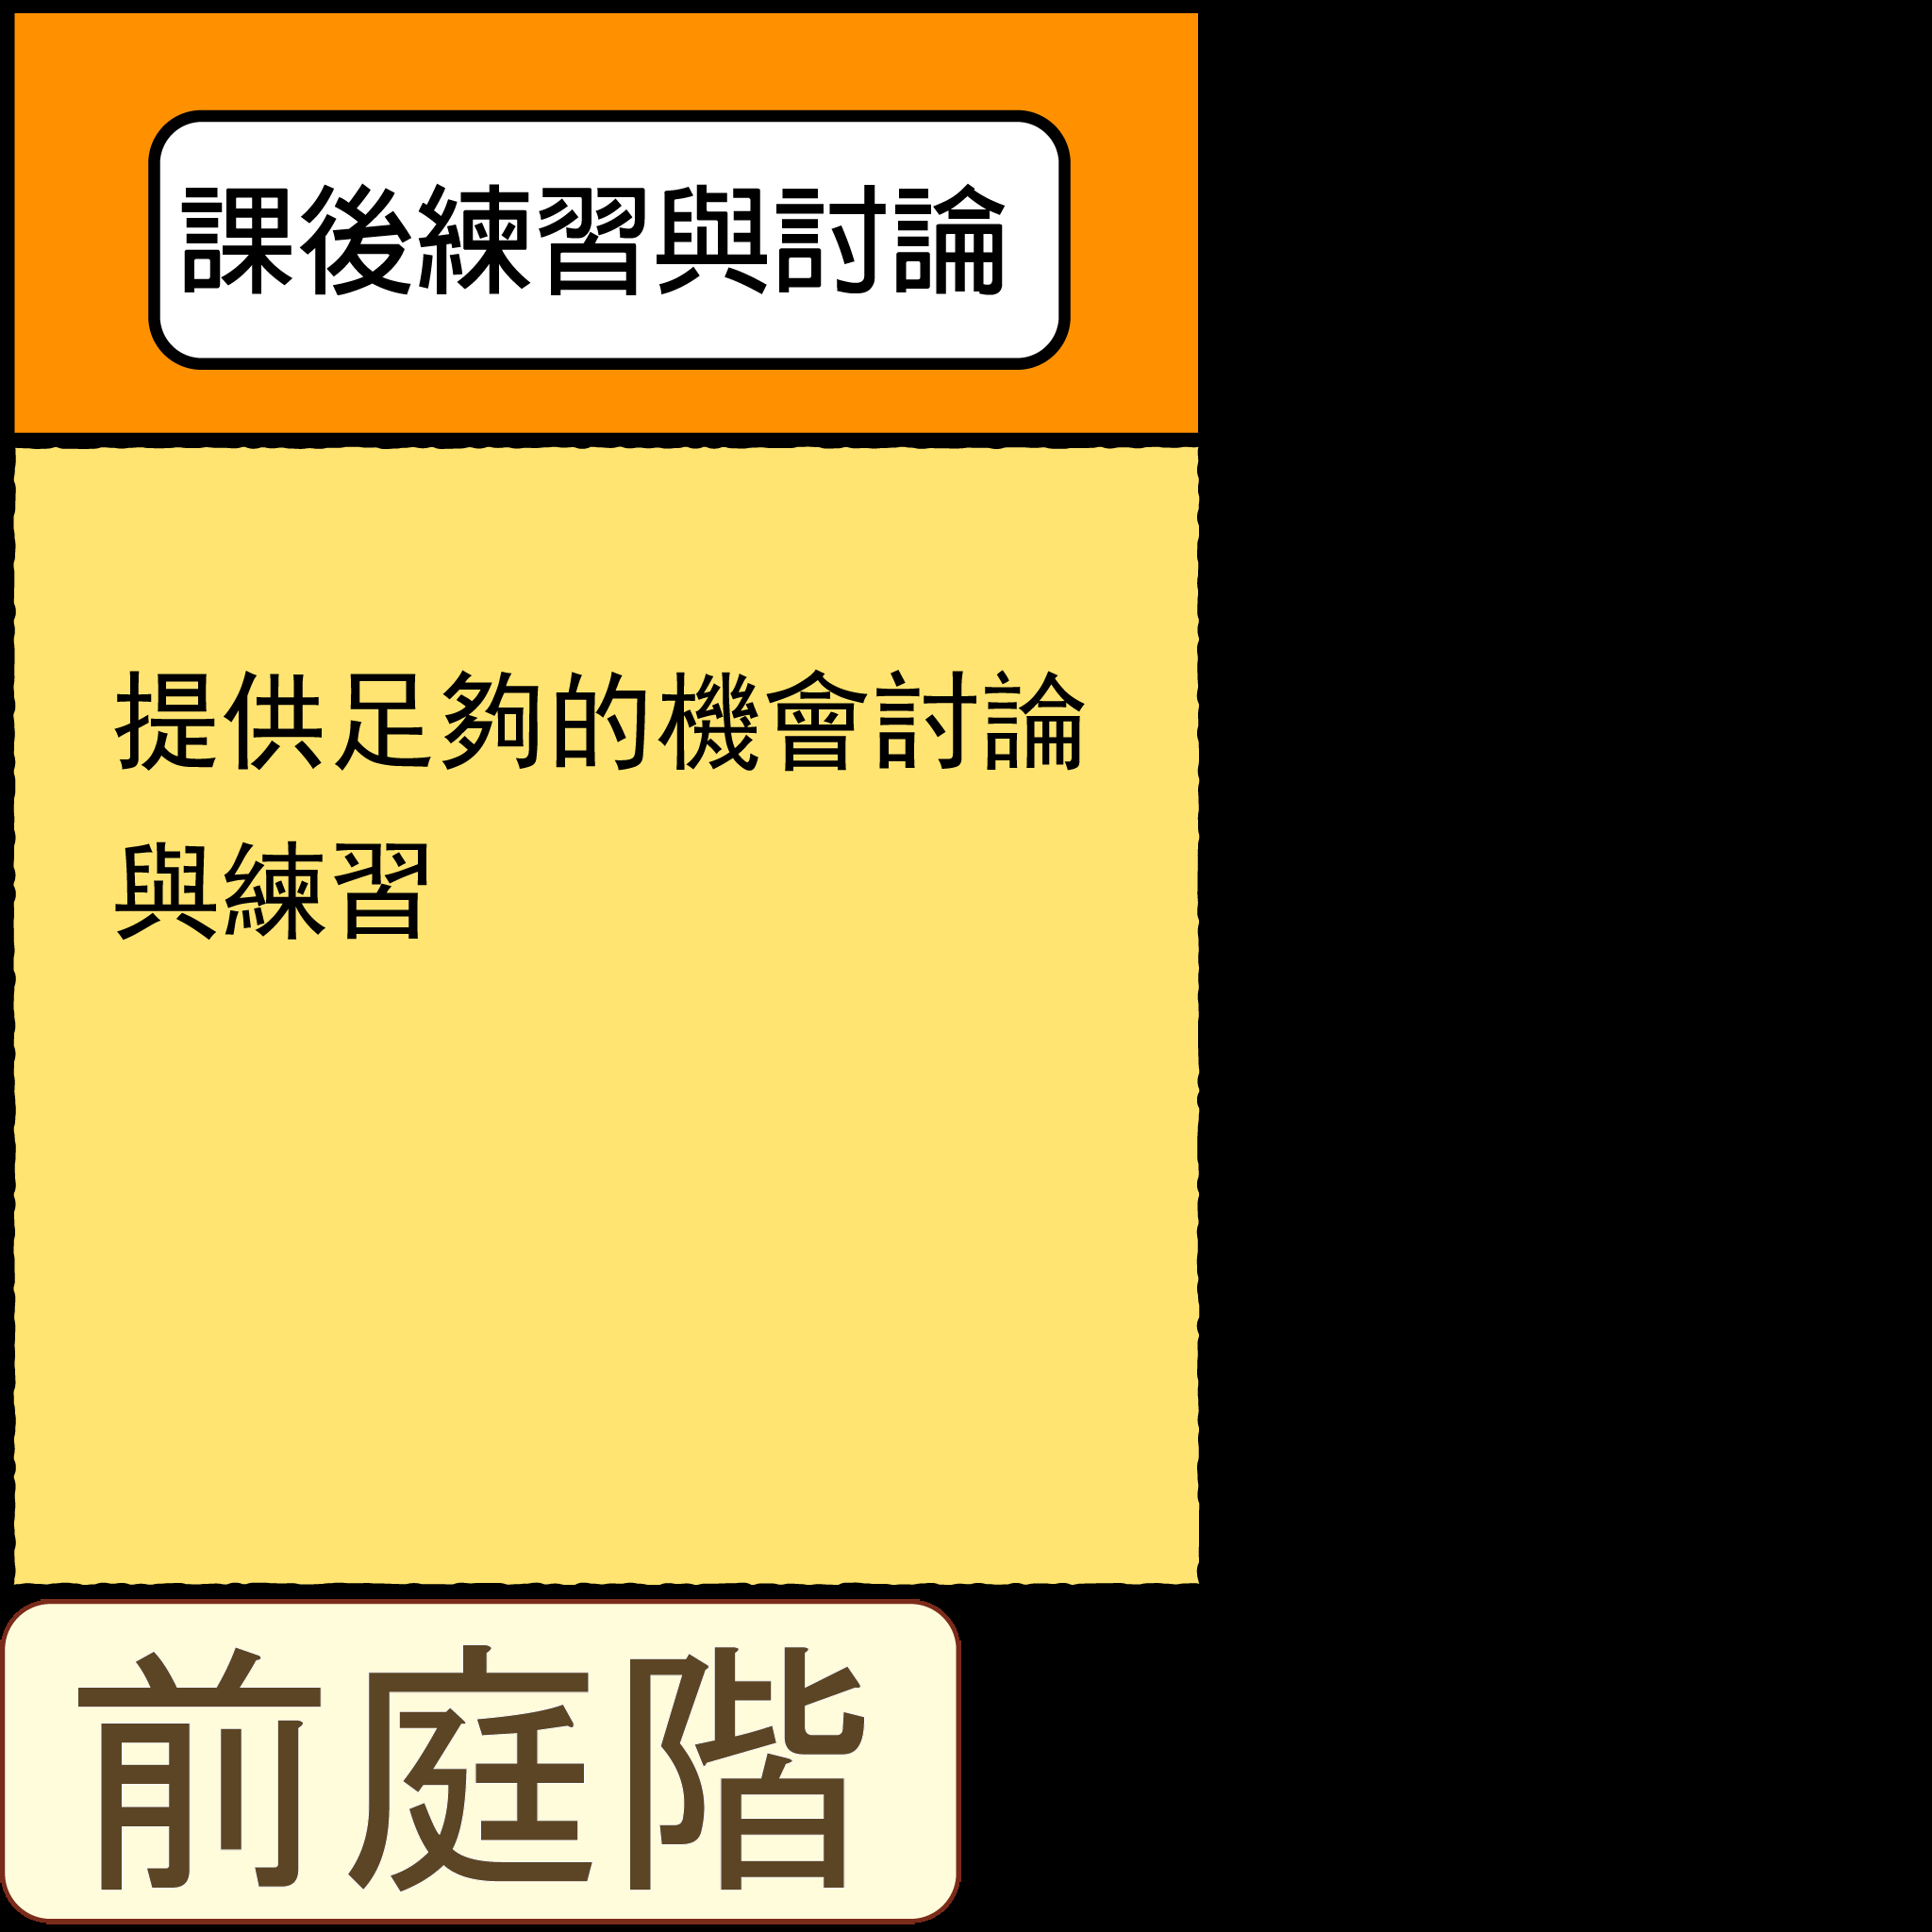 課後練習與討論
提供足夠的機會討論
與練習
前庭階